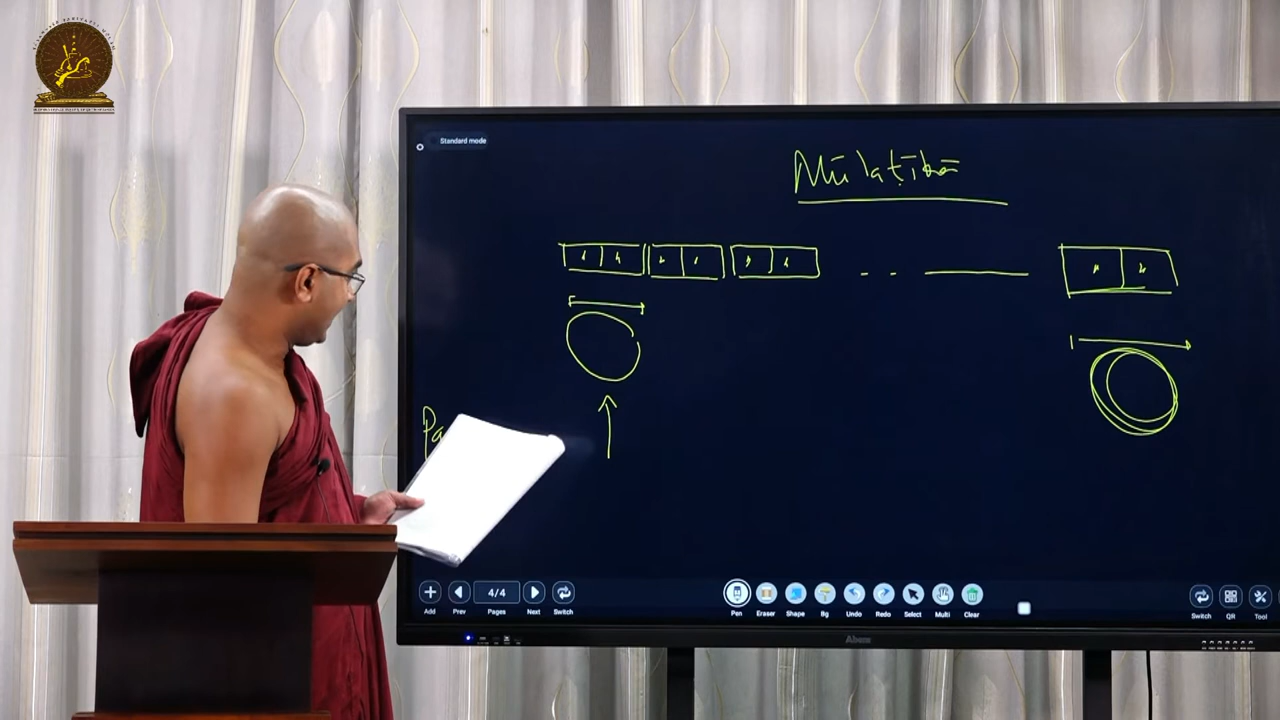 Standard mode
Mūlaṭīkā
Pa
Add Prev 4/4 Pages Next Switch Pen Eraser Shape Bg Undo Redo Select Multi Clear Switch QR Tool